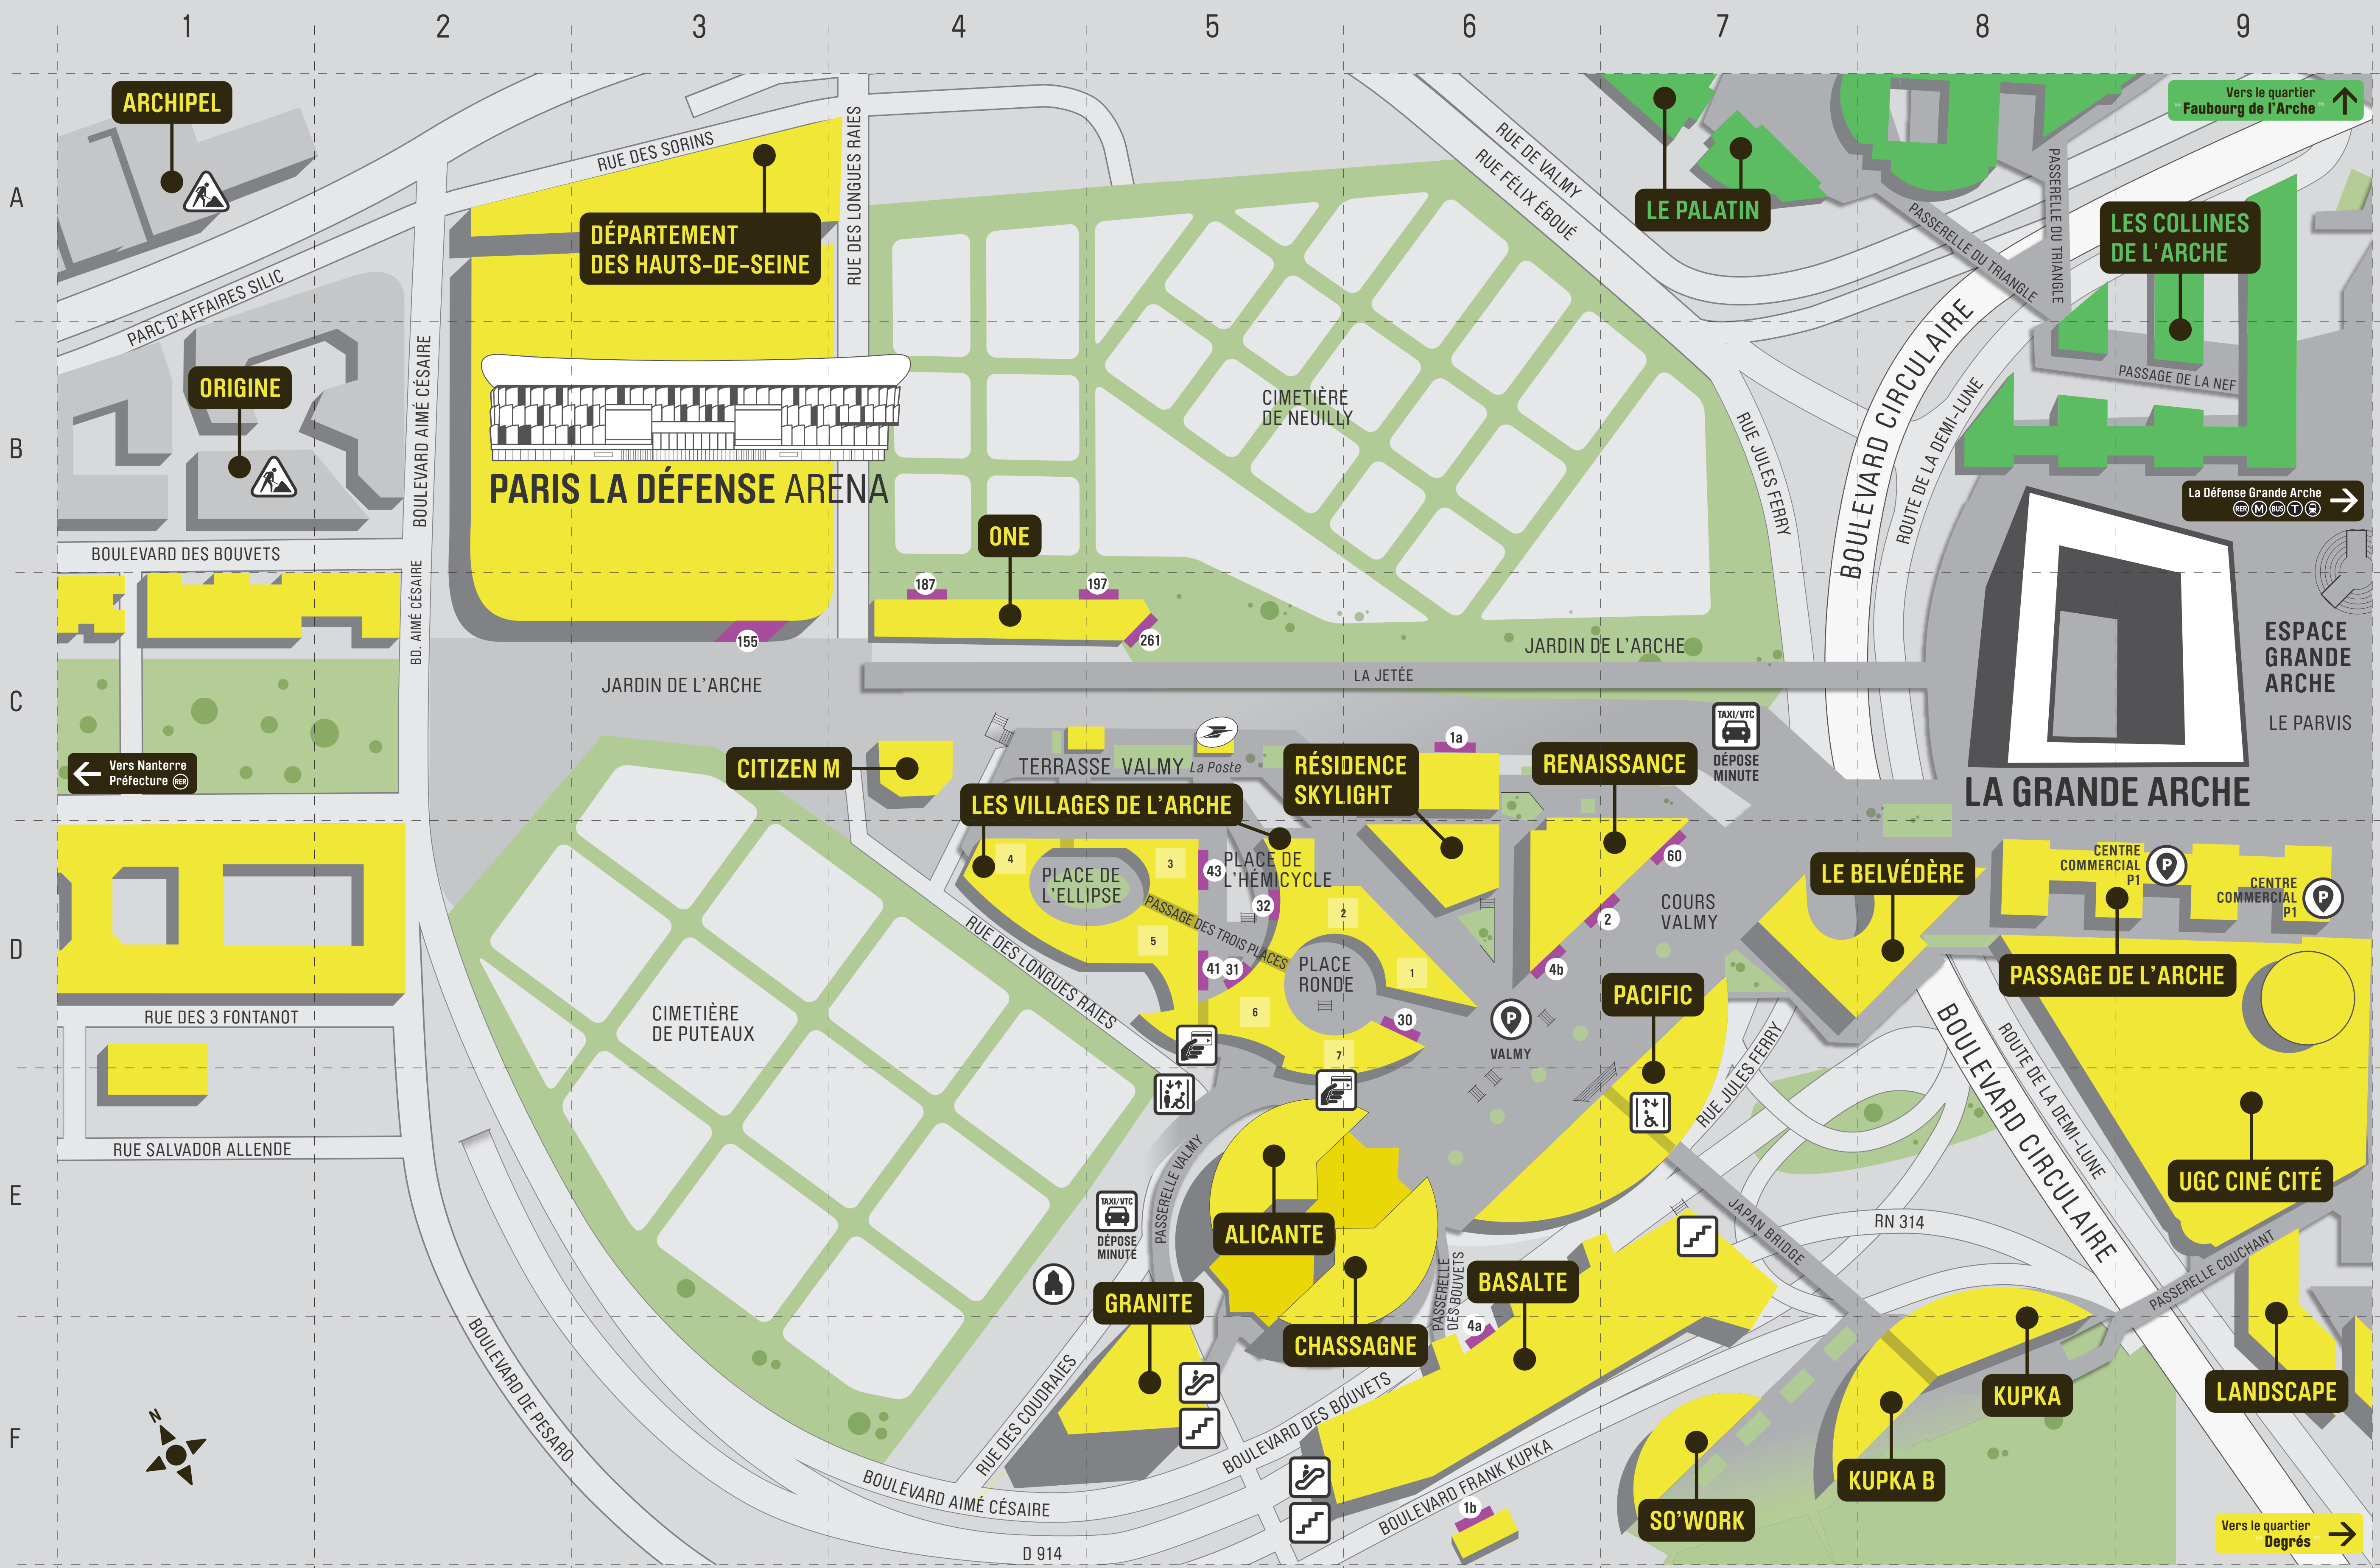 1
2
3
4
5
6
7
8
9
A
B
C
D
E
F
ARCHIPEL
PARC D'AFFAIRES SILIC
ORIGINE
BOULEVARD DES BOUVETS
BOULEVARD AIMÉ CÉSAIRE
BD. AIMÉ CÉSAIRE
RUE DES SORINS
RUE DES LONGUES RAIES
DÉPARTEMENT
DES HAUTS-DE-SEINE
PARIS LA DÉFENSE ARENA
155
ONE
187
197
261
CIMETIÈRE
DE NEUILLY
RUE DE VALMY
RUE FÉLIX ÉBOUÉ
LE PALATIN
PASSERELLE DU TRIANGLE
PASSERELLE DU TRIANGLE
Vers le quartier
"Faubourg de l'Arche"
LES COLLINES
DE L'ARCHE
PASSAGE DE LA NEF
RUE JULES FERRY
BOULEVARD CIRCULAIRE
ROUTE DE LA DEMI-LUNE
La Défense Grande Arche
RER M BUS T
ESPACE
GRANDE
ARCHE
LE PARVIS
LA GRANDE ARCHE
JARDIN DE L'ARCHE
JARDIN DE L'ARCHE
LA JETÉE
Vers Nanterre
Préfecture RER
CITIZEN M
TERRASSE VALMY
La Poste
LES VILLAGES DE L'ARCHE
RÉSIDENCE
SKYLIGHT
1a
RENAISSANCE
TAXI/VTC
DÉPOSE
MINUTE
4
3
5
PLACE DE
L'ELLIPSE
43
PLACE DE
L'HÉMICYCLE
32
PASSAGE DES TROIS PLACES
41
31
2
1
6
7
PLACE
RONDE
30
60
2
4b
COURS
VALMY
P
VALMY
LE BELVÉDÈRE
CENTRE
COMMERCIAL
P1
P
CENTRE
COMMERCIAL
P1
P
PASSAGE DE L'ARCHE
PACIFIC
RUE DES 3 FONTANOT
RUE SALVADOR ALLENDE
CIMETIÈRE
DE PUTEAUX
RUE DES LONGUES RAIES
RUE JULES FERRY
BOULEVARD CIRCULAIRE
ROUTE DE LA DEMI-LUNE
UGC CINÉ CITÉ
PASSERELLE VALMY
TAXI/VTC
DÉPOSE
MINUTE
ALICANTE
CHASSAGNE
GRANITE
PASSERELLE
DES BOUVETS
BASALTE
4a
JAPAN BRIDGE
RN 314
PASSERELLE COUCHANT
KUPKA
KUPKA B
SO'WORK
LANDSCAPE
N
BOULEVARD DE PESARO
RUE DES COUDRAIES
BOULEVARD AIMÉ CÉSAIRE
BOULEVARD DES BOUVETS
BOULEVARD FRANK KUPKA
1b
D 914
Vers le quartier
"Degrés"